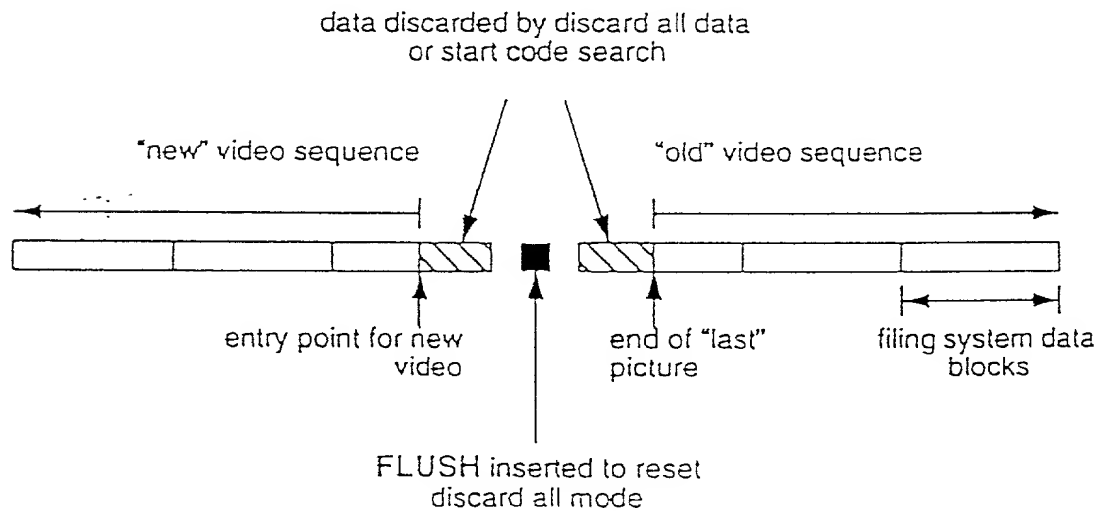 data discarded by discard all data
or start code search
"new" video sequence
"old" video sequence
entry point for new
video
end of "last"
picture
filing system data
blocks
FLUSH inserted to reset
discard all mode